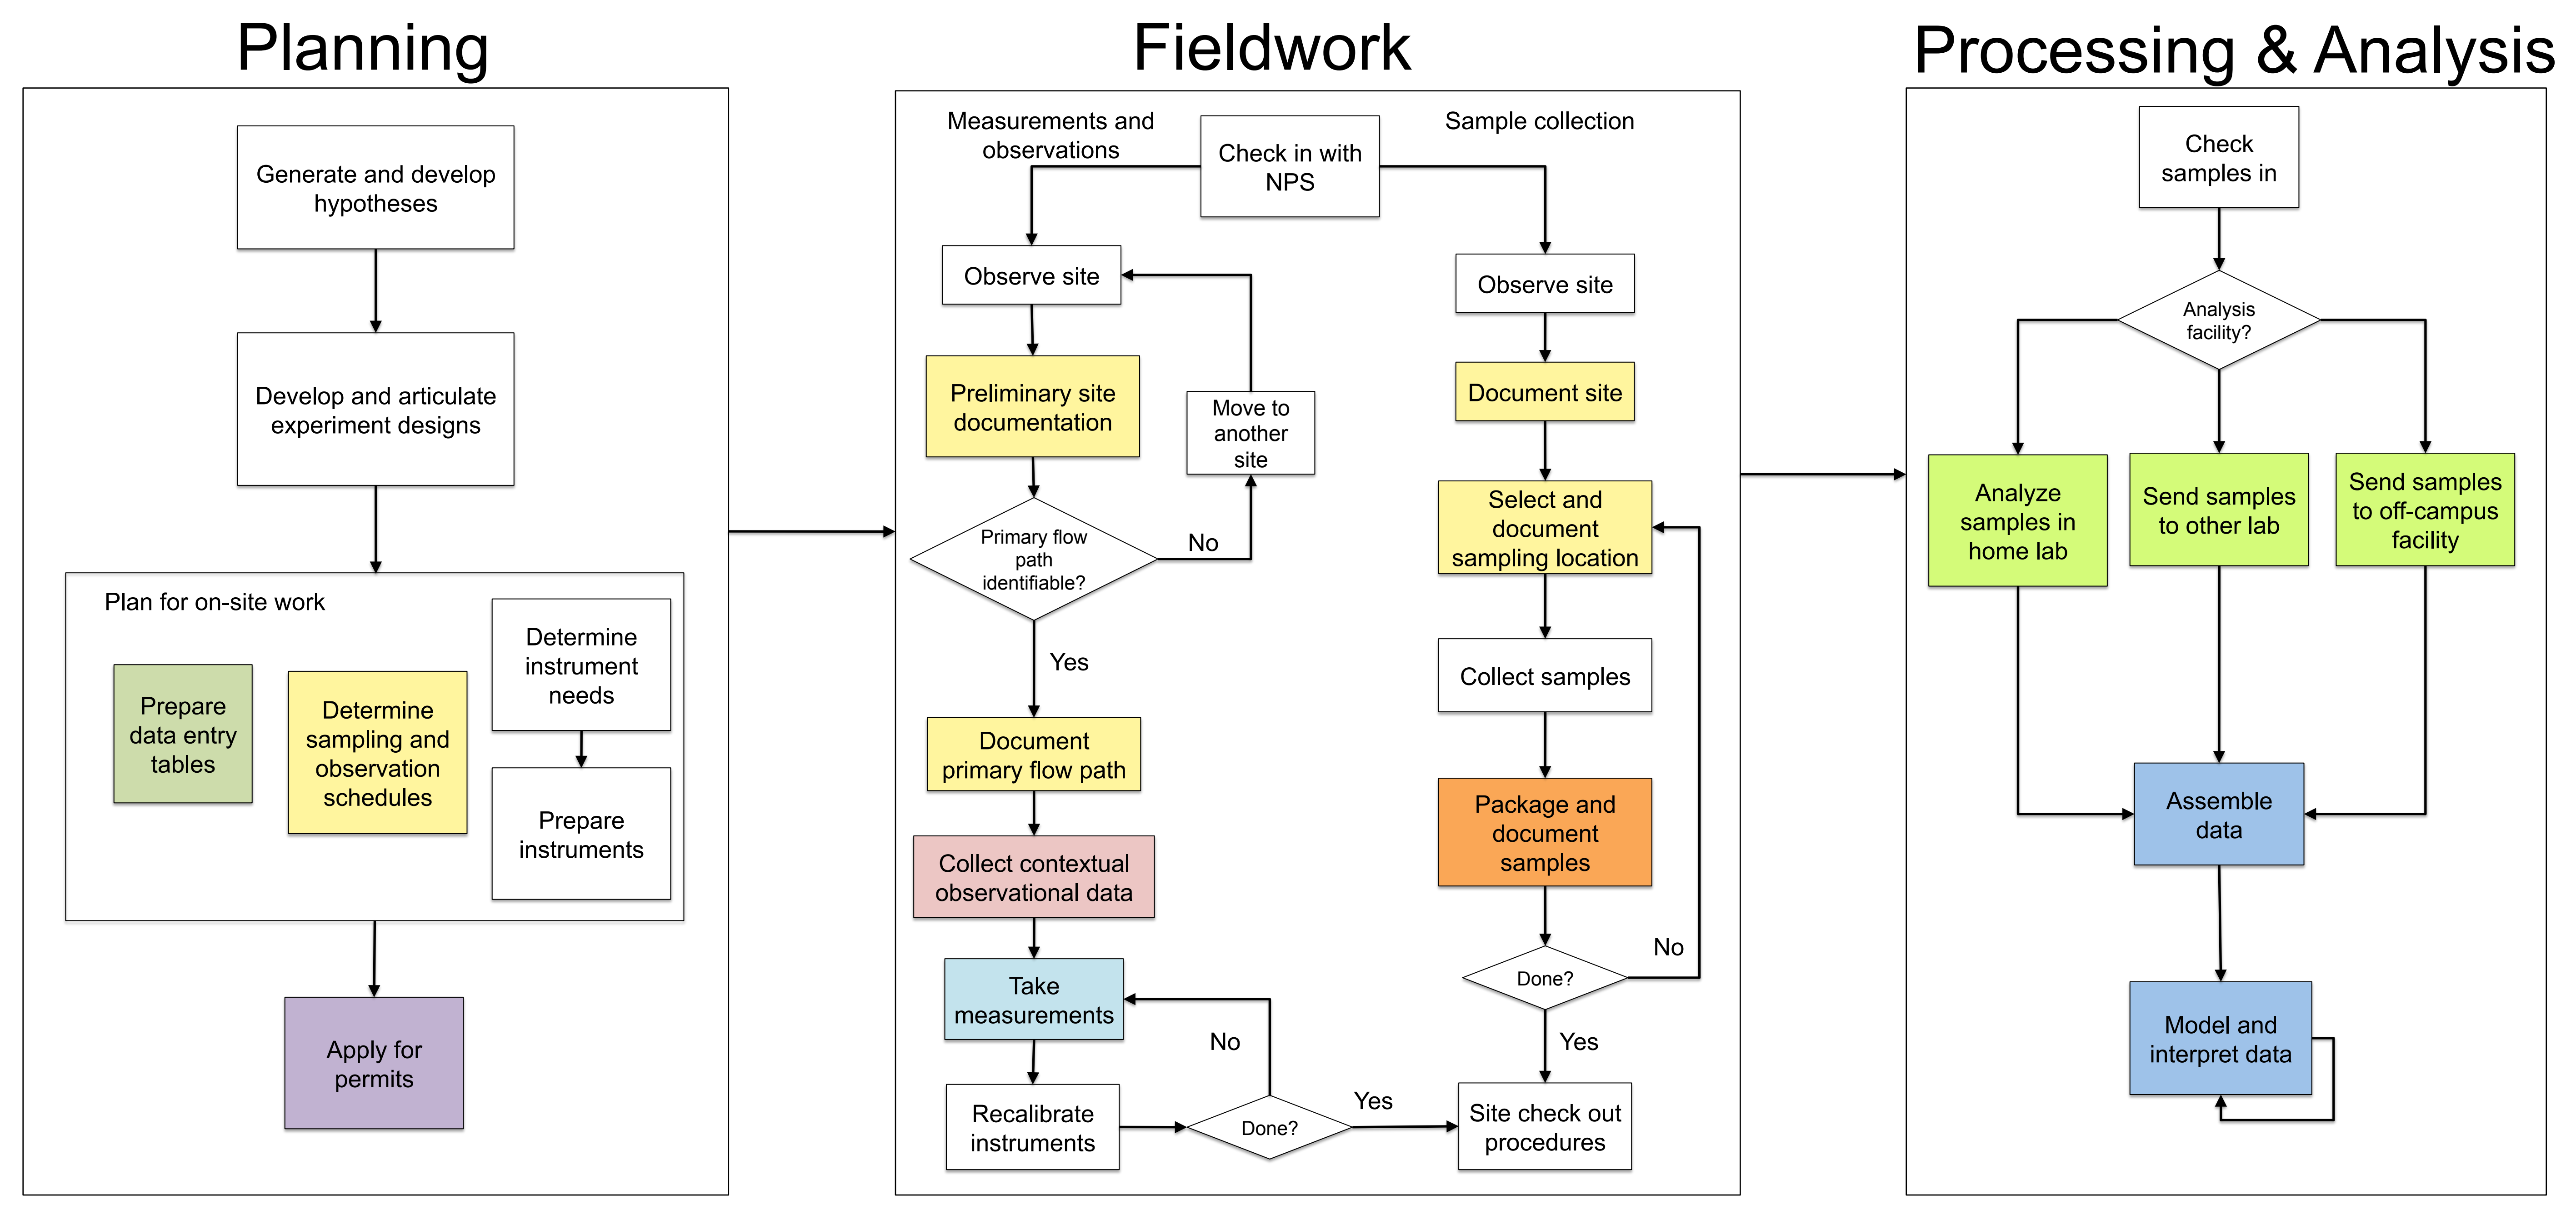 Planning
Generate and develop
hypotheses
Develop and articulate
experiment designs
Plan for on-site work
Prepare
data entry
tables
Determine
sampling and
observation
schedules
Determine
instrument
needs
Prepare
instruments
Apply for
permits
Fieldwork
Measurements and
observations
Check in with
NPS
Sample collection
Observe site
Preliminary site
documentation
Move to
another
site
Primary flow
path
identifiable?
No
Yes
Document
primary flow path
Collect contextual
observational data
Take
measurements
No
Recalibrate
instruments
Done?
Yes
Observe site
Document site
Select and
document
sampling location
Collect samples
Package and
document
samples
Done?
No
Yes
Site check out
procedures
Processing & Analysis
Check
samples in
Analysis
facility?
Analyze
samples in
home lab
Send samples
to other lab
Send samples
to off-campus
facility
Assemble
data
Model and
interpret data